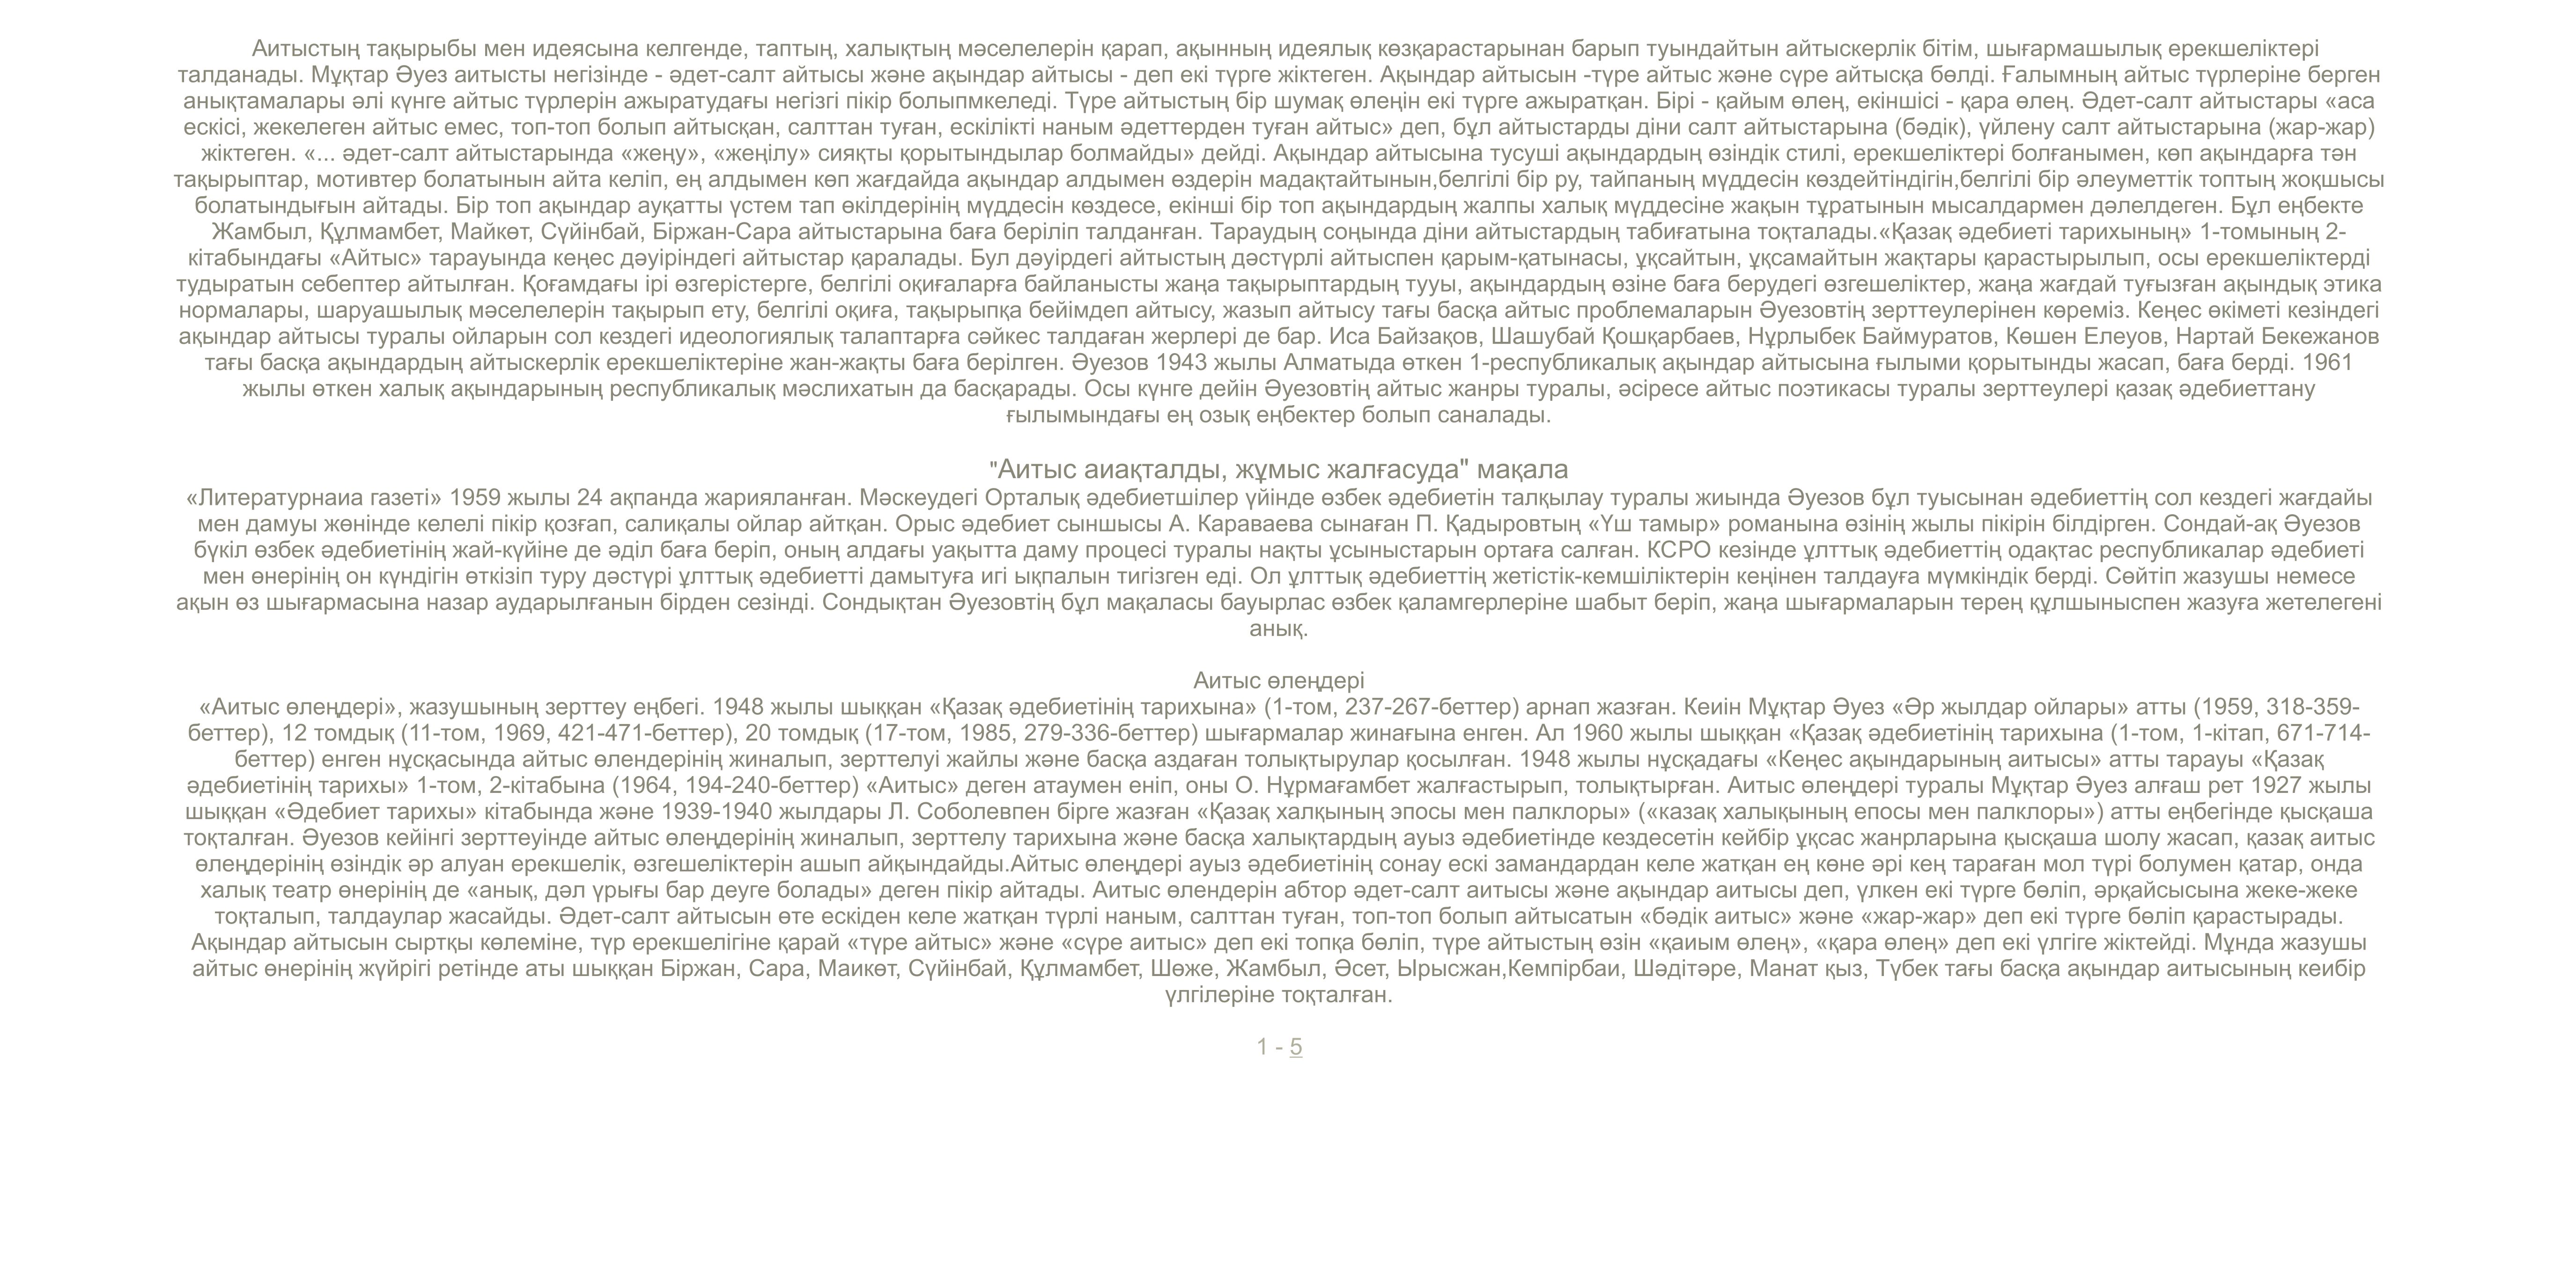 Аитыстың тақырыбы мен идеясына келгенде, таптың, халықтың мәселелерін қарап, ақынның идеялық көзқарастарынан барып туындайтын айтыскерлік бітім, шығармашылық ерекшеліктері
талданады. Мұқтар Әуез аитысты негізінде - әдет-салт айтысы және ақындар айтысы - деп екі түрге жіктеген. Ақындар айтысын -түре айтыс және сүре айтысқа бөлді. Ғалымның айтыс түрлеріне берген
анықтамалары әлі күнге айтыс түрлерін ажыратудағы негізгі пікір болыпмкеледі. Түре айтыстың бір шумақ өлеңін екі түрге ажыратқан. Бірі - қайым өлең, екіншісі - қара өлең. Әдет-салт айтыстары «аса
ескісі, жекелеген айтыс емес, топ-топ болып айтысқан, салттан туған, ескілікті наным әдеттерден туған айтыс» деп, бұл айтыстарды діни салт айтыстарына (бәдік), үйлену салт айтыстарына (жар-жар)
жіктеген. «... әдет-салт айтыстарында «жеңу», «жеңілу» сияқты қорытындылар болмайды» дейді. Ақындар айтысына тусуші ақындардың өзіндік стилі, ерекшеліктері болғанымен, көп ақындарға тән
тақырыптар, мотивтер болатынын айта келіп, ең алдымен көп жағдайда ақындар алдымен өздерін мадақтайтынын,белгілі бір ру, тайпаның мүддесін көздейтіндігін,белгілі бір әлеуметтік топтың жоқшысы
болатындығын айтады. Бір топ ақындар ауқатты үстем тап өкілдерінің мүддесін көздесе, екінші бір топ ақындардың жалпы халық мүддесіне жақын тұратынын мысалдармен дәлелдеген. Бұл еңбекте
Жамбыл, Құлмамбет, Майкөт, Сүйінбай, Біржан-Сара айтыстарына баға беріліп талданған. Тараудың соңында діни айтыстардың табиғатына тоқталады.«Қазақ әдебиеті тарихының» 1-томының 2-
кітабындағы «Айтыс» тарауында кеңес дәуіріндегі айтыстар қаралады. Бул дәуірдегі айтыстың дәстүрлі айтыспен қарым-қатынасы, ұқсайтын, ұқсамайтын жақтары қарастырылып, осы ерекшеліктерді
тудыратын себептер айтылған. Қоғамдағы ірі өзгерістерге, белгілі оқиғаларға байланысты жаңа тақырыптардың тууы, ақындардың өзіне баға берудегі өзгешеліктер, жаңа жағдай туғызған ақындық этика
нормалары, шаруашылық мәселелерін тақырып ету, белгілі оқиға, тақырыпқа бейімдеп айтысу, жазып айтысу тағы басқа айтыс проблемаларын Әуезовтің зерттеулерінен көреміз. Кеңес өкіметі кезіндегі
ақындар айтысы туралы ойларын сол кездегі идеологиялық талаптарға сәйкес талдаған жерлері де бар. Иса Байзақов, Шашубай Қошқарбаев, Нұрлыбек Баймуратов, Көшен Елеуов, Нартай Бекежанов
тағы басқа ақындардың айтыскерлік ерекшеліктеріне жан-жақты баға берілген. Әуезов 1943 жылы Алматыда өткен 1-республикалық ақындар айтысына ғылыми қорытынды жасап, баға берді. 1961
жылы өткен халық ақындарының республикалық мәслихатын да басқарады. Осы күнге дейін Әуезовтің айтыс жанры туралы, әсіресе айтыс поэтикасы туралы зерттеулері қазақ әдебиеттану
ғылымындағы ең озық еңбектер болып саналады.
"Аитыс аиақталды, жұмыс жалғасуда" мақала
«Литературнаиа газеті» 1959 жылы 24 ақпанда жарияланған. Мәскеудегі Орталық әдебиетшілер үйінде өзбек әдебиетін талқылау туралы жиында Әуезов бұл туысынан әдебиеттің сол кездегі жағдайы
мен дамуы жөнінде келелі пікір қозғап, салиқалы ойлар айтқан. Орыс әдебиет сыншысы А. Караваева сынаған П. Қадыровтың «Үш тамыр» романына өзінің жылы пікірін білдірген. Сондай-ақ Әуезов
бүкіл өзбек әдебиетінің жай-күйіне де әділ баға беріп, оның алдағы уақытта даму процесі туралы нақты ұсыныстарын ортаға салған. КСРО кезінде ұлттық әдебиеттің одақтас республикалар әдебиеті
мен өнерінің он күндігін өткізіп туру дәстүрі ұлттық әдебиетті дамытуға игі ықпалын тигізген еді. Ол ұлттық әдебиеттің жетістік-кемшіліктерін кеңінен талдауға мүмкіндік берді. Сөйтіп жазушы немесе
ақын өз шығармасына назар аударылғанын бірден сезінді. Сондықтан Әуезовтің бұл мақаласы бауырлас өзбек қаламгерлеріне шабыт беріп, жаңа шығармаларын терең құлшыныспен жазуға жетелегені
анық.
Аитыс өлеңдері
«Аитыс өлеңдері», жазушының зерттеу еңбегі. 1948 жылы шыққан «Қазақ әдебиетінің тарихына» (1-том, 237-267-беттер) арнап жазған. Кеиін Мұқтар Әуез «Әр жылдар ойлары» атты (1959, 318-359-
беттер), 12 томдық (11-том, 1969, 421-471-беттер), 20 томдық (17-том, 1985, 279-336-беттер) шығармалар жинағына енген. Ал 1960 жылы шыққан «Қазақ әдебиетінің тарихына (1-том, 1-кітап, 671-714-
беттер) енген нұсқасында айтыс өлендерінің жиналып, зерттелуі жайлы және басқа аздаған толықтырулар қосылған. 1948 жылы нұсқадағы «Кеңес ақындарының аитысы» атты тарауы «Қазақ
әдебиетінің тарихы» 1-том, 2-кітабына (1964, 194-240-беттер) «Аитыс» деген атаумен еніп, оны О. Нұрмағамбет жалғастырып, толықтырған. Аитыс өлеңдері туралы Мұқтар Әуез алғаш рет 1927 жылы
шыққан «Әдебиет тарихы» кітабында және 1939-1940 жылдары Л. Соболевпен бірге жазған «Қазақ халқының эпосы мен палклоры» («казақ халықының епосы мен палклоры») атты еңбегінде қысқаша
тоқталған. Әуезов кейінгі зерттеуінде айтыс өлеңдерінің жиналып, зерттелу тарихына және басқа халықтардың ауыз әдебиетінде кездесетін кейбір ұқсас жанрларына қысқаша шолу жасап, қазақ аитыс
өлеңдерінің өзіндік әр алуан ерекшелік, өзгешеліктерін ашып айқындайды.Айтыс өлеңдері ауыз әдебиетінің сонау ескі замандардан келе жатқан ең көне әрі кең тараған мол түрі болумен қатар, онда
халық театр өнерінің де «анық, дәл үрығы бар деуге болады» деген пікір айтады. Аитыс өлендерін абтор әдет-салт аитысы және ақындар аитысы деп, үлкен екі түрге бөліп, әрқайсысына жеке-жеке
тоқталып, талдаулар жасайды. Әдет-салт айтысын өте ескіден келе жатқан түрлі наным, салттан туған, топ-топ болып айтысатын «бәдік аитыс» және «жар-жар» деп екі түрге бөліп қарастырады.
Ақындар айтысын сыртқы көлеміне, түр ерекшелігіне қарай «түре айтыс» және «сүре аитыс» деп екі топқа бөліп, түре айтыстың өзін «қаиым өлең», «қара өлең» деп екі үлгіге жіктейді. Мұнда жазушы
айтыс өнерінің жүйрігі ретінде аты шыққан Біржан, Сара, Маикөт, Сүйінбай, Құлмамбет, Шөже, Жамбыл, Әсет, Ырысжан,Кемпірбаи, Шәдітәре, Манат қыз, Түбек тағы басқа ақындар аитысының кеибір
үлгілеріне тоқталған.
1 - 5